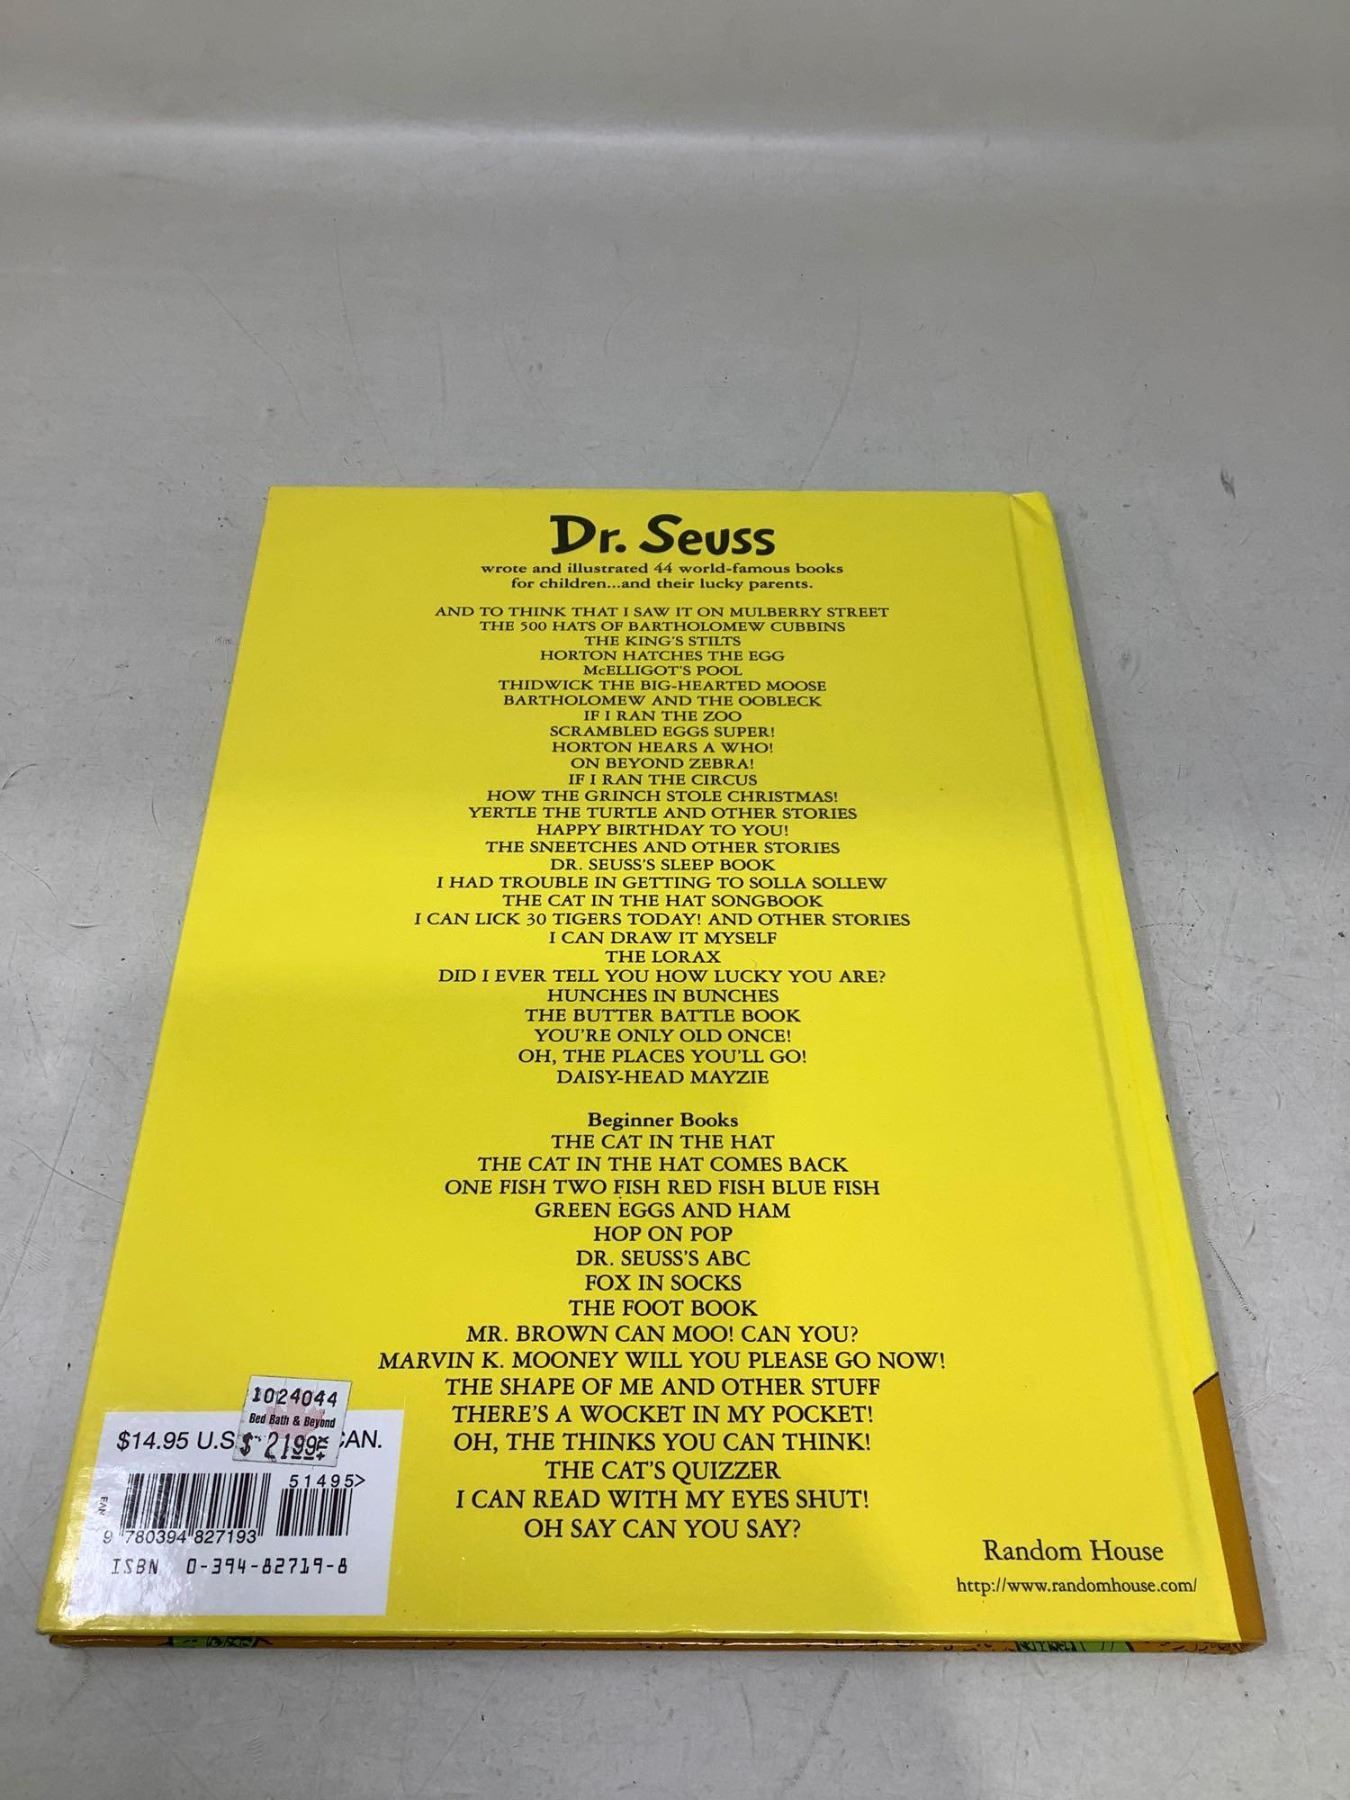 Dr. Seuss
wrote and illustrated 44 world-famous books
for children...and their lucky parents.
AND TO THINK THAT I SAW IT ON MULBERRY STREET
THE 500 HATS OF BARTHOLOMEW CUBBINS
THE KING'S STILTS
HORTON HATCHES THE EGG
McELLIGOT'S POOL
THIDWICK THE BIG-HEARTED MOOSE
BARTHOLOMEW AND THE OOBLECK
IF I RAN THE ZOO
SCRAMBLED EGGS SUPER!
HORTON HEARS A WHO!
ON BEYOND ZEBRA!
IF I RAN THE CIRCUS
HOW THE GRINCH STOLE CHRISTMAS!
YERTLE THE TURTLE AND OTHER STORIES
HAPPY BIRTHDAY TO YOU!
THE SNEETCHES AND OTHER STORIES
DR. SEUSS'S SLEEP BOOK
I HAD TROUBLE IN GETTING TO SOLLA SOLLEW
THE CAT IN THE HAT SONGBOOK
I CAN LICK 30 TIGERS TODAY! AND OTHER STORIES
I CAN DRAW IT MYSELF
THE LORAX
DID I EVER TELL YOU HOW LUCKY YOU ARE?
HUNCHES IN BUNCHES
THE BUTTER BATTLE BOOK
YOU'RE ONLY OLD ONCE!
OH, THE PLACES YOU'LL GO!
DAISY-HEAD MAYZIE
Beginner Books
THE CAT IN THE HAT
THE CAT IN THE HAT COMES BACK
ONE FISH TWO FISH RED FISH BLUE FISH
GREEN EGGS AND HAM
HOP ON POP
DR. SEUSS'S ABC
FOX IN SOCKS
THE FOOT BOOK
MR. BROWN CAN MOO! CAN YOU?
MARVIN K. MOONEY WILL YOU PLEASE GO NOW!
THE SHAPE OF ME AND OTHER STUFF
THERE'S A WOCKET IN MY POCKET!
OH, THE THINKS YOU CAN THINK!
THE CAT'S QUIZZER
I CAN READ WITH MY EYES SHUT!
OH SAY CAN YOU SAY?
1024044
Bed Bath & Beyond
$ 21.99
$14.95 U.S. CAN.
51495>
EAN
9 780394 827193
ISBN 0-394-82719-8
Random House
http://www.randomhouse.com/